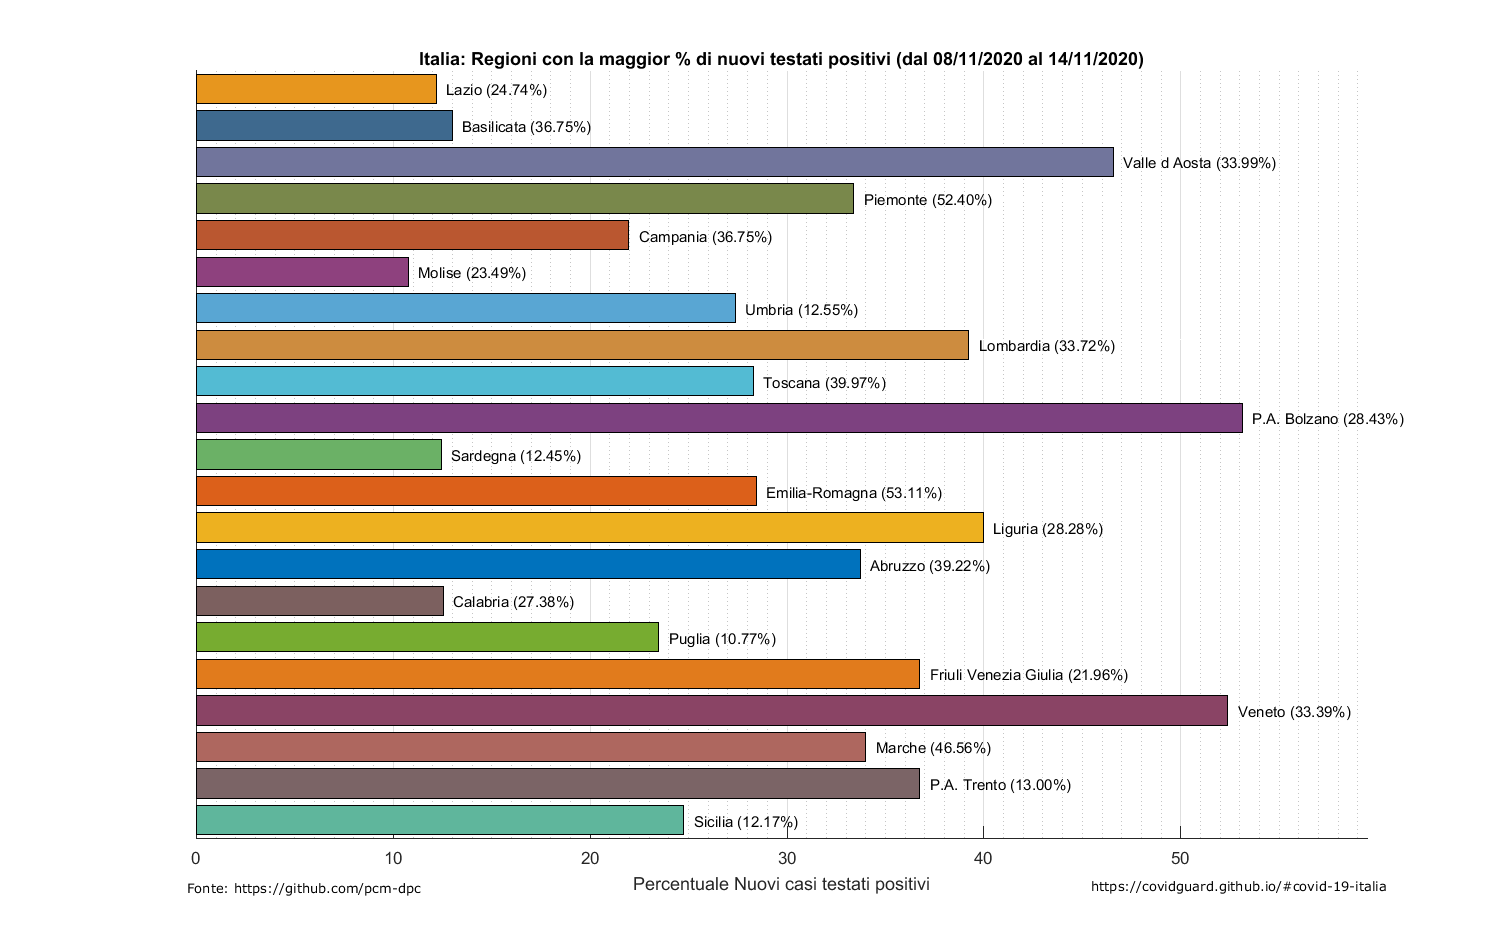 Italia: Regioni con la maggior % di nuovi testati positivi (dal 08/11/2020 al 14/11/2020)
Lazio (24.74%)
Basilicata (36.75%)
Valle d Aosta (33.99%)
Piemonte (52.40%)
Campania (36.75%)
Molise (23.49%)
Umbria (12.55%)
Lombardia (33.72%)
Toscana (39.97%)
P.A. Bolzano (28.43%)
Sardegna (12.45%)
Emilia-Romagna (53.11%)
Liguria (28.28%)
Abruzzo (39.22%)
Calabria (27.38%)
Puglia (10.77%)
Friuli Venezia Giulia (21.96%)
Veneto (33.39%)
Marche (46.56%)
P.A. Trento (13.00%)
Sicilia (12.17%)
0 10 20 30 40 50
Percentuale Nuovi casi testati positivi
Fonte: https://github.com/pcm-dpc
https://covidguard.github.io/#covid-19-italia